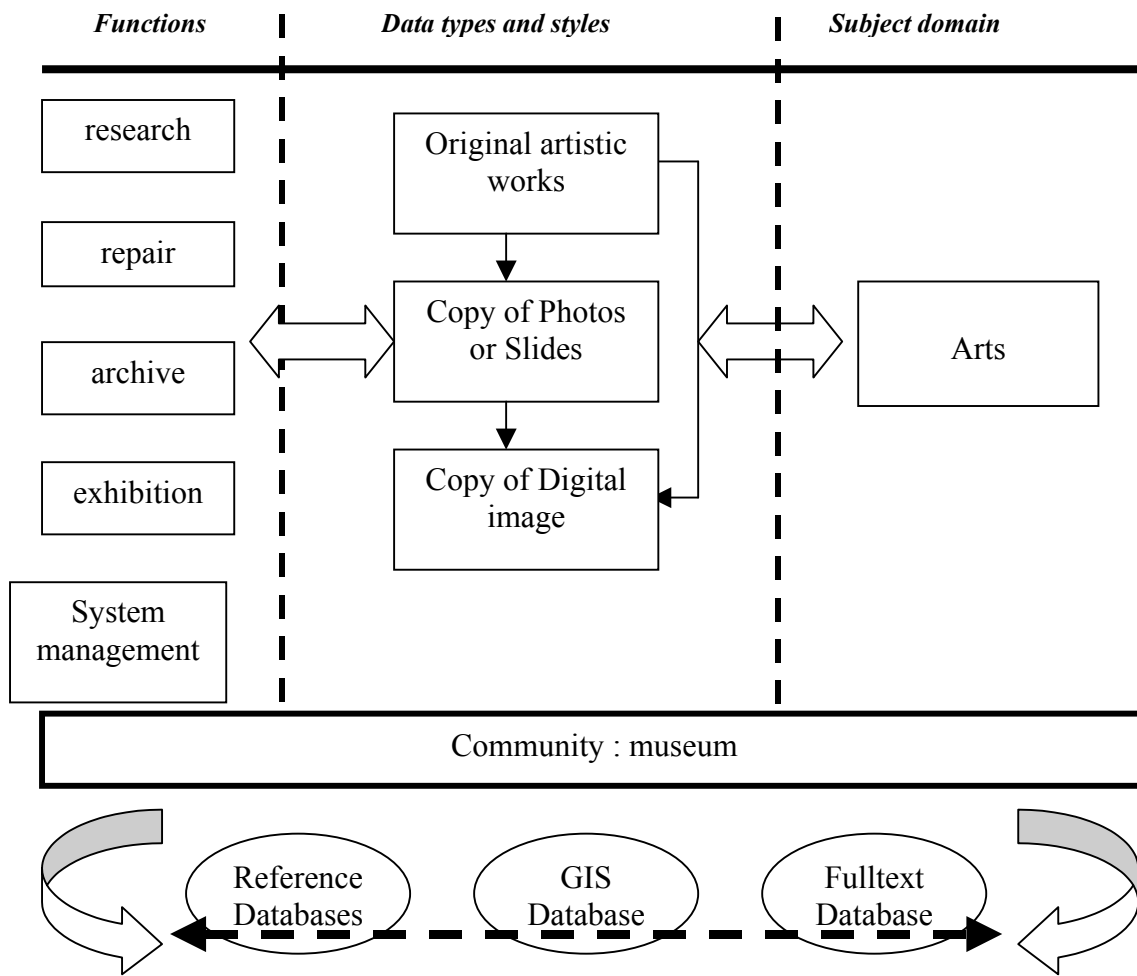 Functions
Data types and styles
Subject domain
research
repair
archive
exhibition
System
management
Original artistic
works
Copy of Photos
or Slides
Copy of Digital
image
Arts
Community : museum
Reference
Databases
GIS
Database
Fulltext
Database